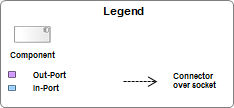 Legend
Component
Out-Port
In-Port
Connector
over socket